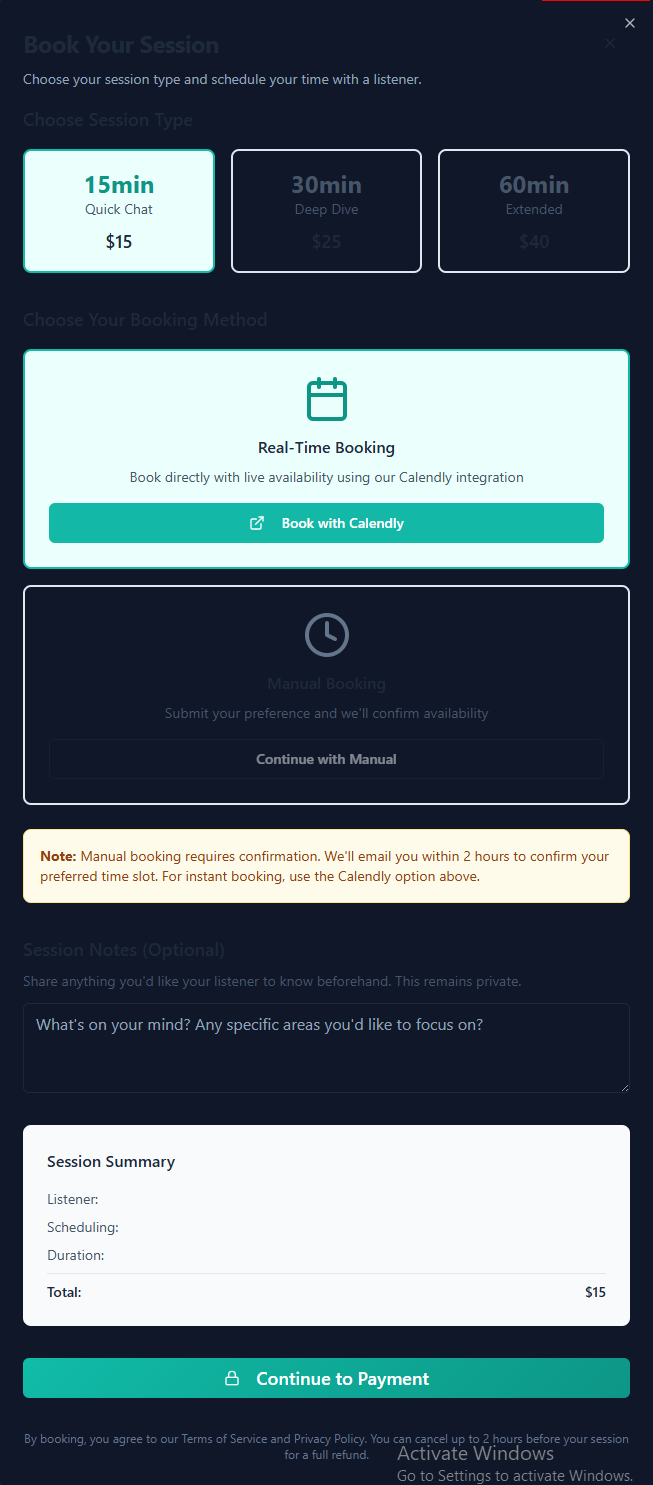 Book Your Session
Choose your session type and schedule your time with a listener.
Choose Session Type
15min
Quick Chat
$15
30min
Deep Dive
$25
60min
Extended
$40
Choose Your Booking Method
Real-Time Booking
Book directly with live availability using our Calendly integration
Book with Calendly
Manual Booking
Submit your preference and we'll confirm availability
Continue with Manual
Note: Manual booking requires confirmation. We'll email you within 2 hours to confirm your
preferred time slot. For instant booking, use the Calendly option above.
Session Notes (Optional)
Share anything you'd like your listener to know beforehand. This remains private.
What's on your mind? Any specific areas you'd like to focus on?
Session Summary
Listener:
Scheduling:
Duration:
Total: $15
Continue to Payment
By booking, you agree to our Terms of Service and Privacy Policy. You can cancel up to 2 hours before your session
for a full refund.
Activate Windows
Go to Settings to activate Windows.